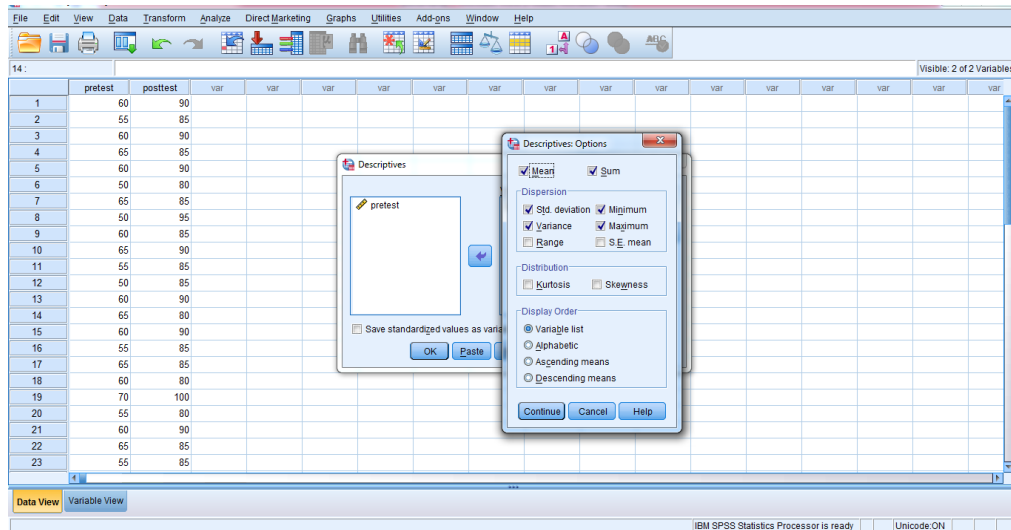 File Edit View Data Transform Analyze Direct Marketing Graphs Utilities Add-ons Window Help
14 :
Visible: 2 of 2 Variables
pretest posttest var var var var var var var var var var var var var var
1 60 90
2 55 85
3 60 90
4 65 85
5 60 90
6 50 80
7 65 85
8 50 95
9 60 85
10 65 90
11 55 85
12 50 85
13 60 90
14 65 80
15 60 90
16 55 85
17 65 85
18 60 80
19 70 100
20 55 80
21 60 90
22 65 85
23 55 85
Descriptives
pretest
Save standardized values as
OK Paste
Descriptives: Options
Mean Sum
Dispersion
Std. deviation Minimum
Variance Maximum
Range S.E. mean
Distribution
Kurtosis Skewness
Display Order
Variable list
Alphabetic
Ascending means
Descending means
Continue Cancel Help
Data View Variable View
IBM SPSS Statistics Processor is ready Unicode:ON